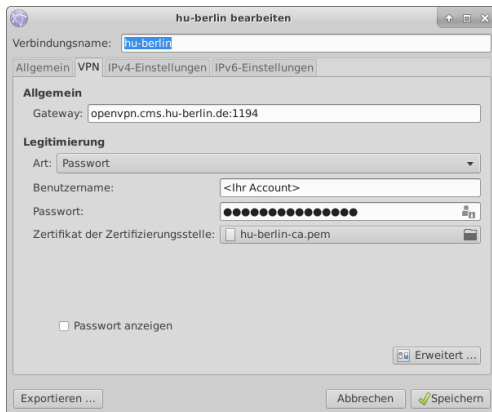 hu-berlin bearbeiten
Verbindungsname: hu-berlin
Allgemein VPN IPv4-Einstellungen IPv6-Einstellungen
Allgemein
Gateway: openvpn.cms.hu-berlin.de:1194
Legitimierung
Art: Passwort
Benutzername: <Ihr Account>
Passwort: ●●●●●●●●●●●●●●●
Zertifikat der Zertifizierungsstelle: hu-berlin-ca.pem
Passwort anzeigen
Erweitert ...
Exportieren ... Abbrechen Speichern